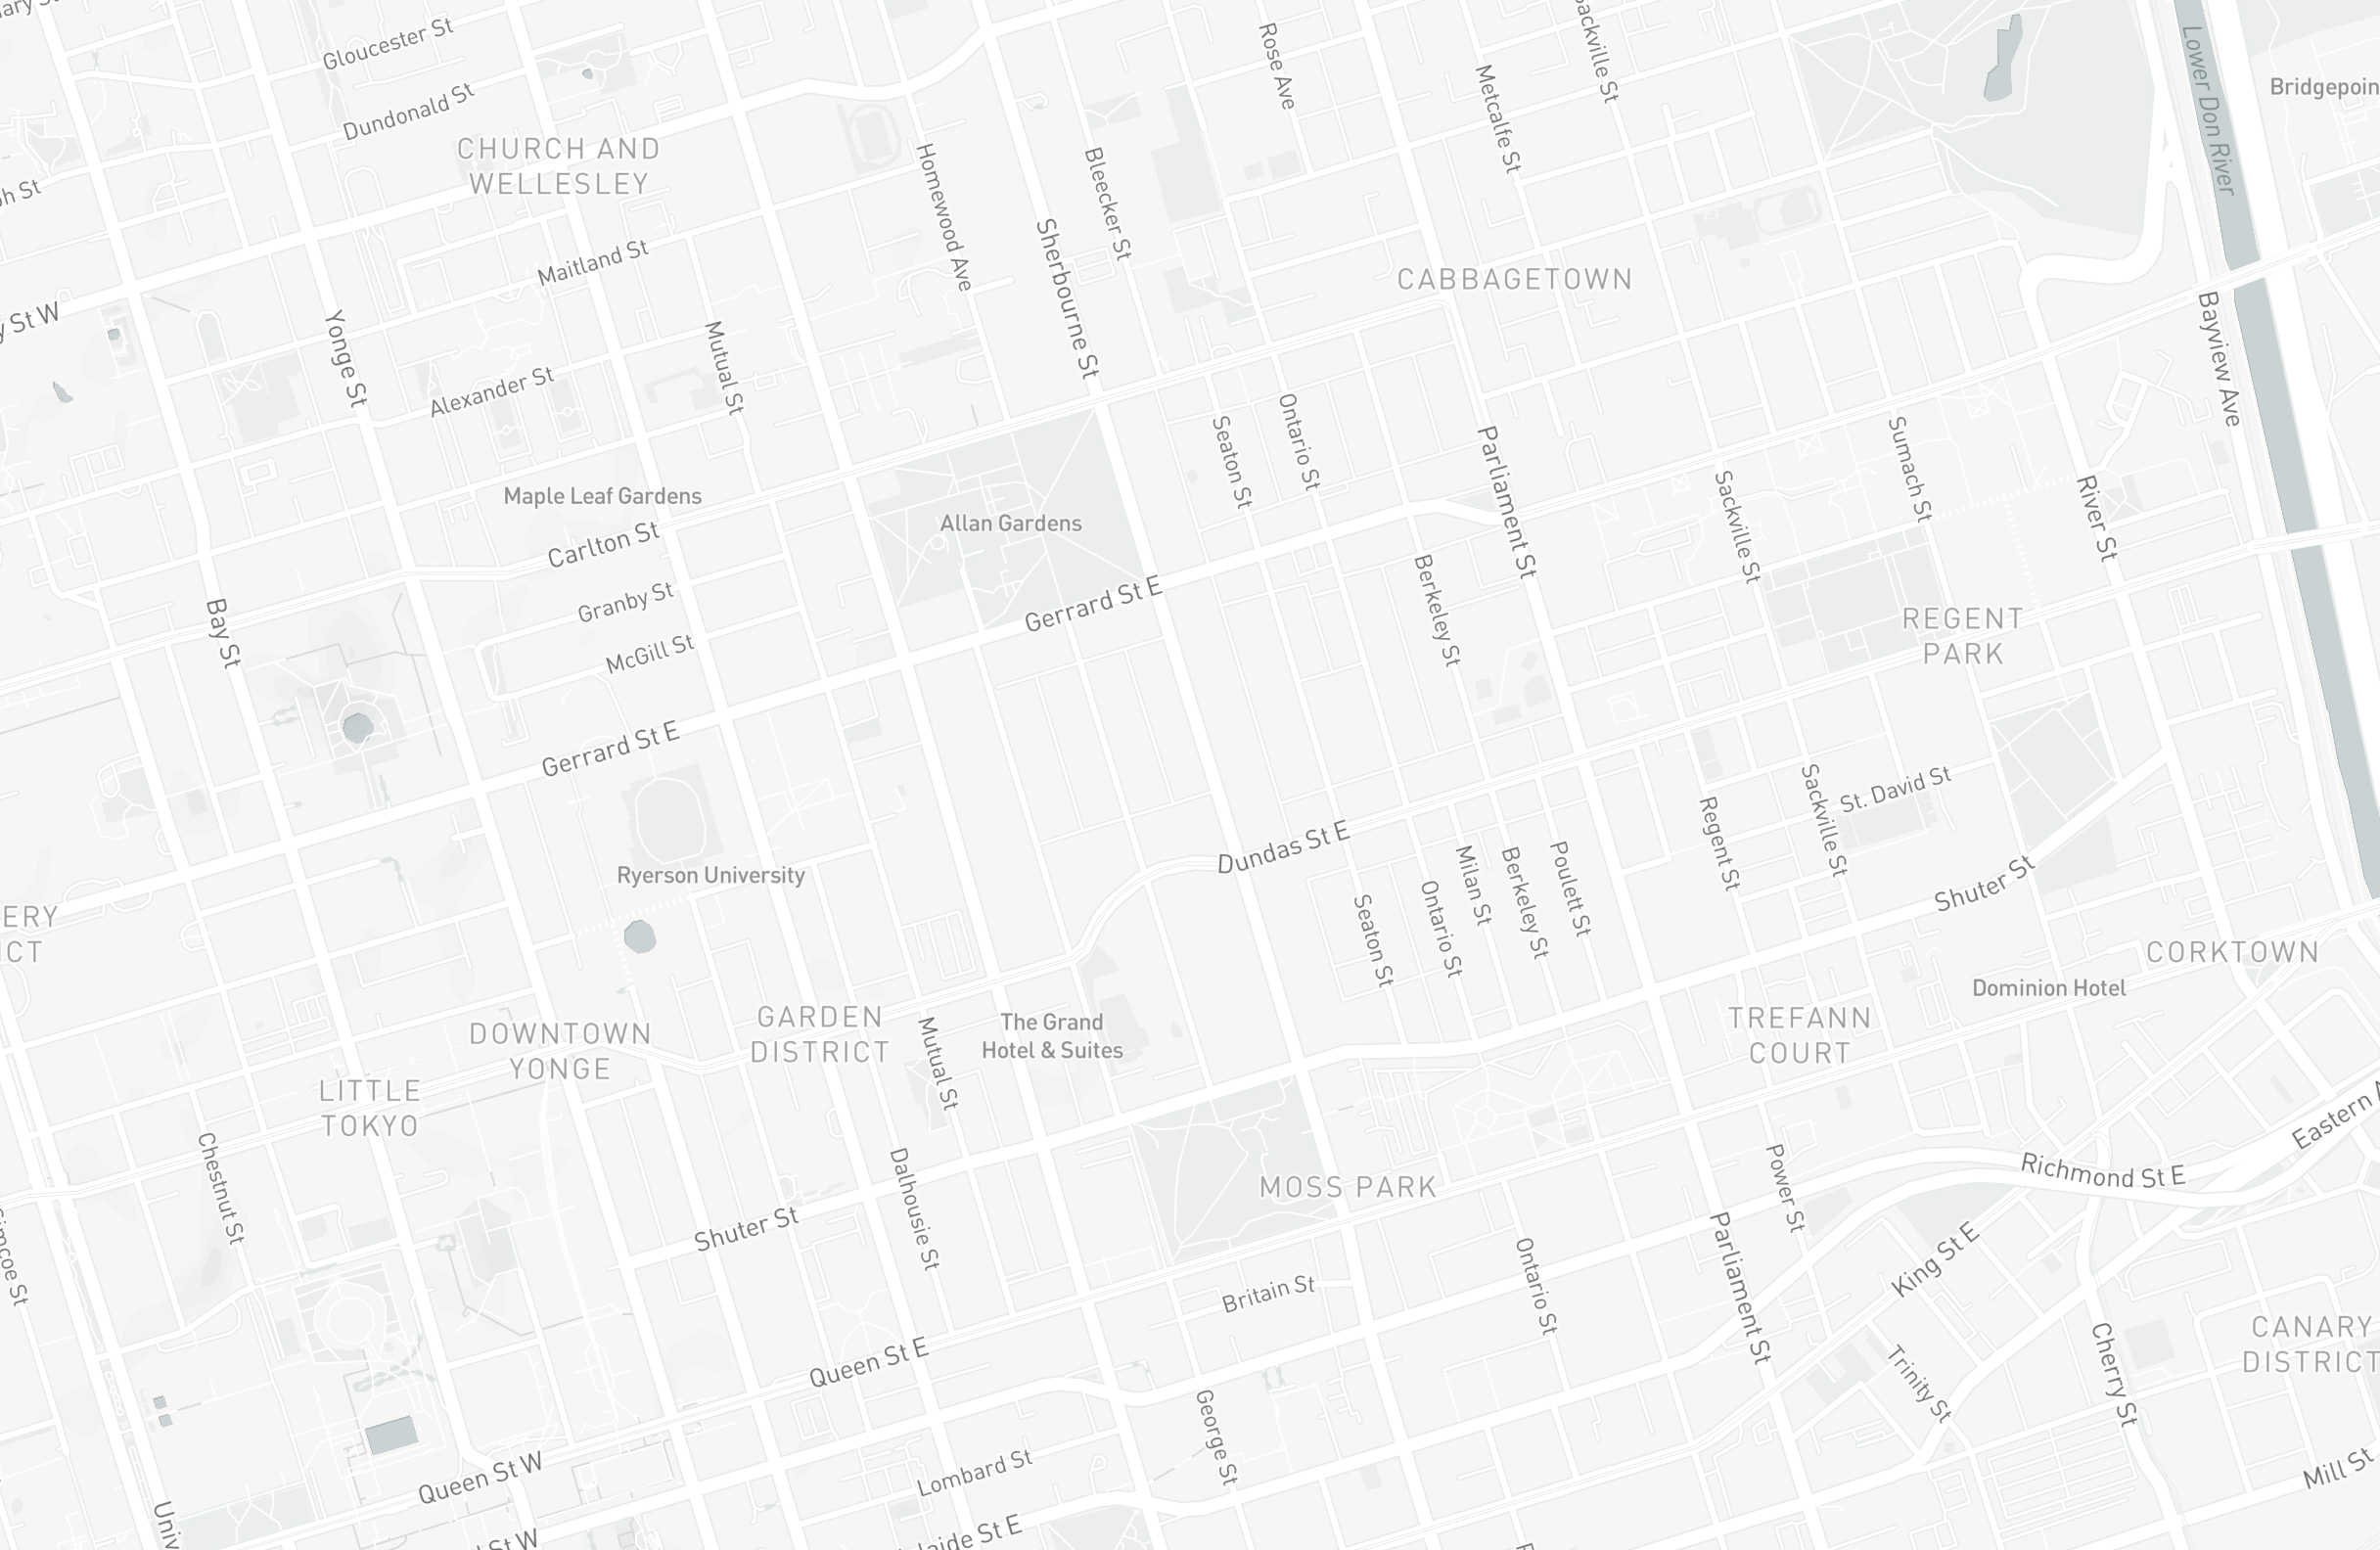 Gloucester St
Dundonald St
CHURCH AND
WELLESLEY
Rose Ave
Metcalfe St
Sackville St
Lower Don River
Homewood Ave
Bleecker St
Sherbourne St
Maitland St
CABBAGETOWN
Bayview Ave
Yonge St
Mutual St
Alexander St
Maple Leaf Gardens
Carlton St
Allan Gardens
Seaton St
Ontario St
Parliament St
Sackville St
Sumach St
River St
Bay St
Granby St
McGill St
Gerrard St E
Berkeley St
REGENT
PARK
Gerrard St E
Ryerson University
Dundas St E
Seaton St
Ontario St
Milan St
Berkeley St
Poulett St
Regent St
Sackville St
St. David St
Shuter St
CORKTOWN
Dominion Hotel
DOWNTOWN
YONGE
GARDEN
DISTRICT
Mutual St
The Grand
Hotel & Suites
TREFANN
COURT
LITTLE
TOKYO
Chestnut St
Dalhousie St
Shuter St
MOSS PARK
Power St
Richmond St E
Eastern
Britain St
Ontario St
Parliament St
King St E
Queen St E
Trinity St
Cherry St
CANARY
DISTRICT
George St
Queen St W
Lombard St
Mill St
St W
St E